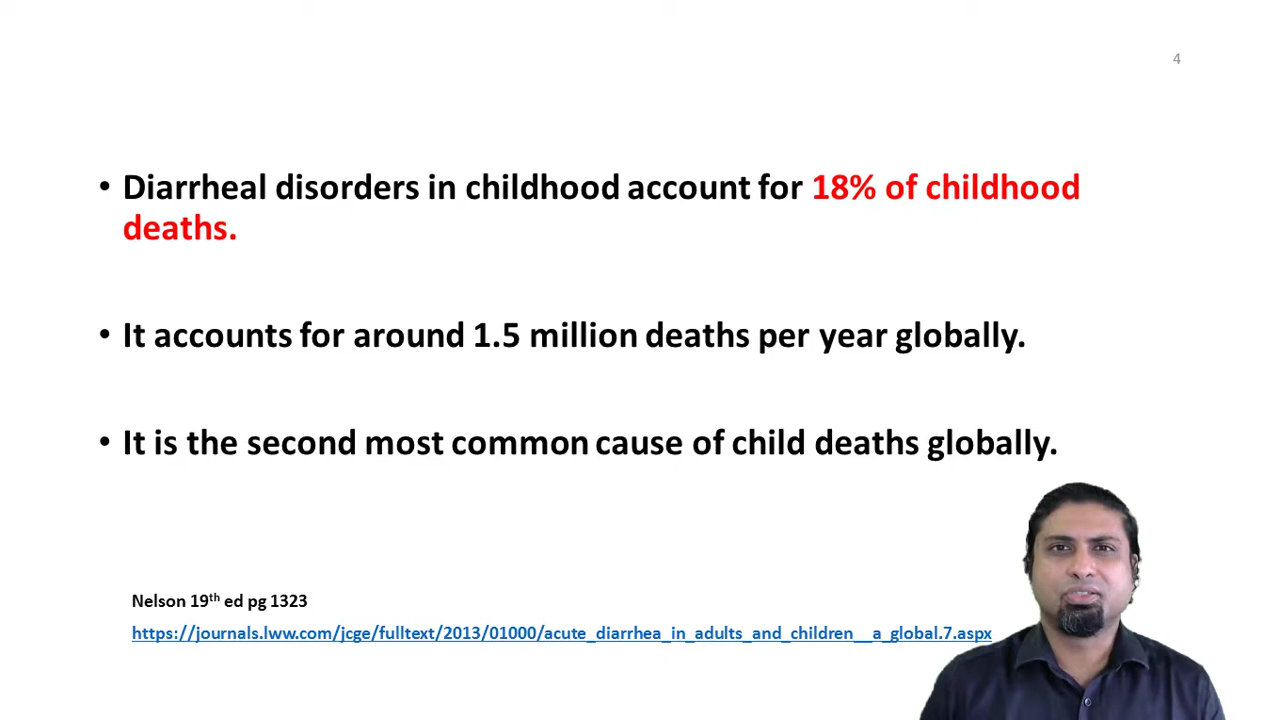 4
• Diarrheal disorders in childhood account for 18% of childhood
deaths.
• It accounts for around 1.5 million deaths per year globally.
• It is the second most common cause of child deaths globally.
Nelson 19th ed pg 1323
https://journals.lww.com/jcge/fulltext/2013/01000/acute_diarrhea_in_adults_and_children__a_global.7.aspx